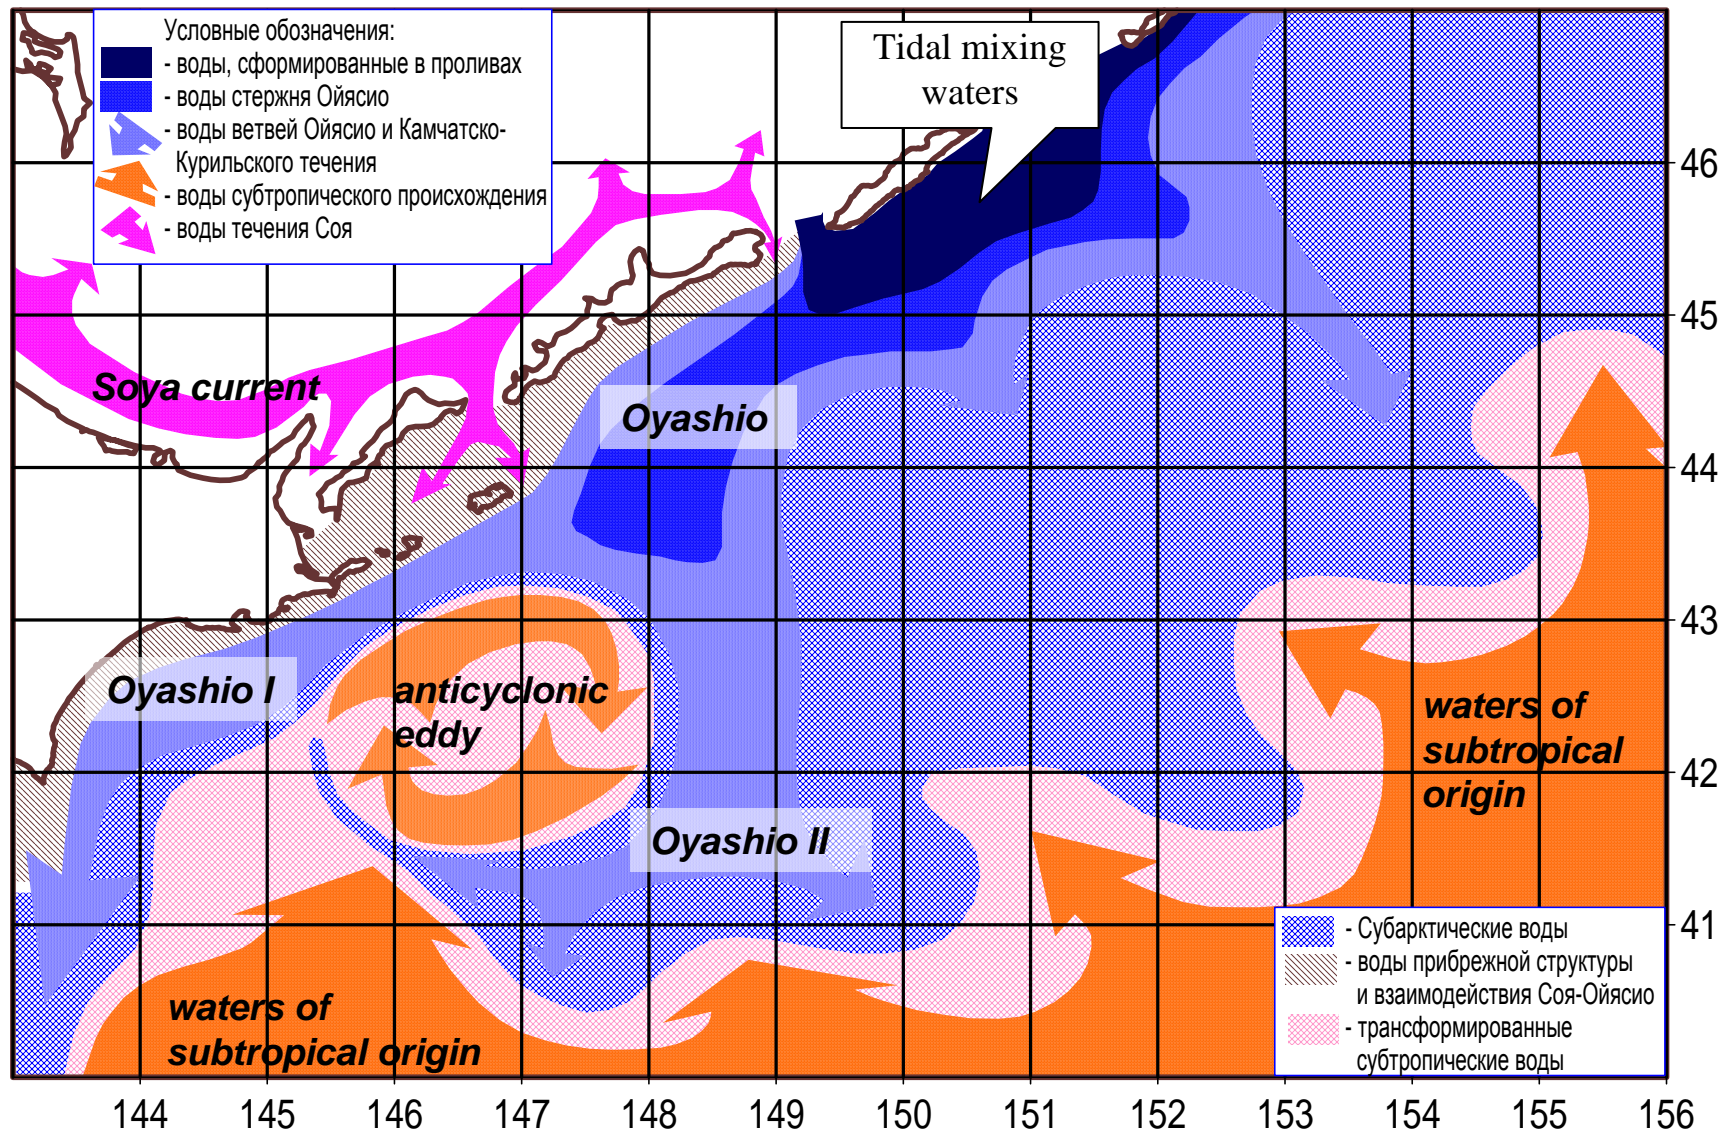 Условные обозначения:
- воды, сформированные в проливах
- воды стержня Ойясио
- воды ветвей Ойясио и Камчатско-
Курильского течения
- воды субтропического происхождения
- воды течения Соя
Tidal mixing
waters
46
45
Soya current
Oyashio
44
43
Oyashio I
anticyclonic
eddy
waters of
subtropical
origin
42
Oyashio II
41
- Субарктические воды
- воды прибрежной структуры
и взаимодействия Соя-Ойясио
- трансформированные
субтропические воды
waters of
subtropical origin
144 145 146 147 148 149 150 151 152 153 154 155 156